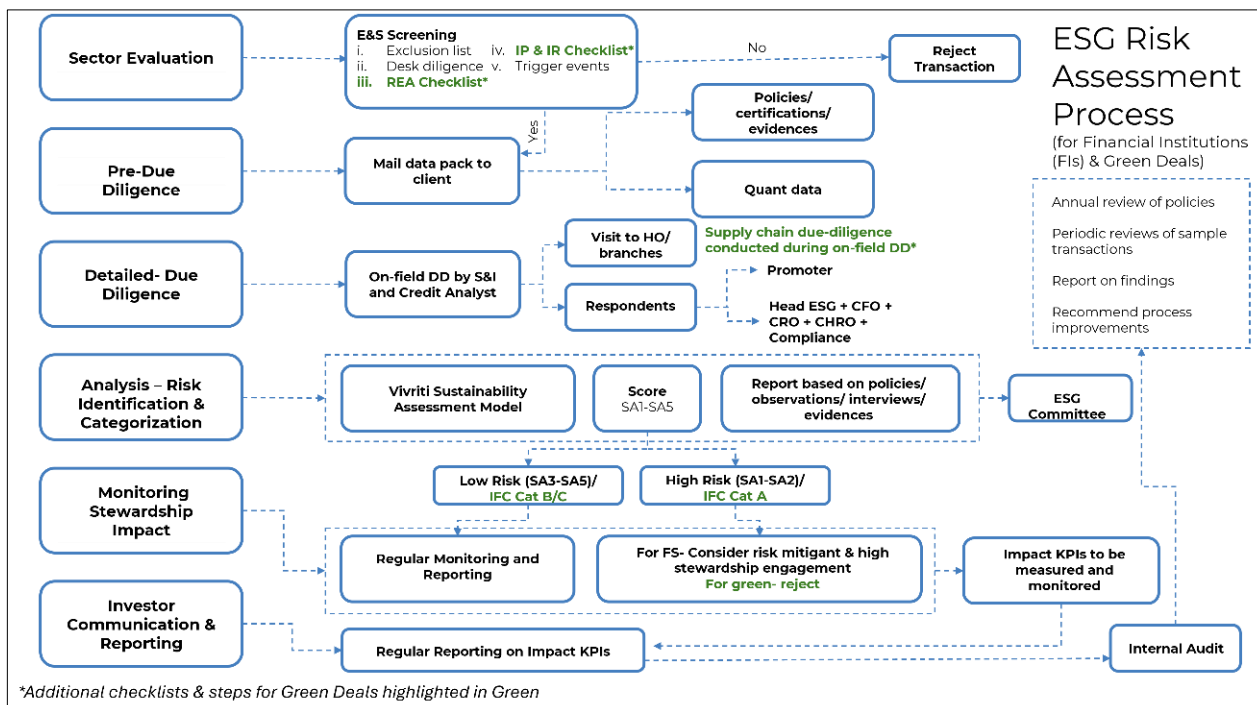 ESG Risk
Assessment
Process
(for Financial Institutions
(FIs) & Green Deals)
Sector Evaluation
E&S Screening
i. Exclusion list iv. IP & IR Checklist*
ii. Desk diligence v. Trigger events
iii. REA Checklist*
No
Reject
Transaction
Yes
Pre-Due
Diligence
Mail data pack to
client
Policies/
certifications/
evidences
Quant data
Detailed- Due
Diligence
On-field DD by S&I
and Credit Analyst
Visit to HO/
branches
Supply chain due-diligence
conducted during on-field DD*
Respondents
Promoter
Head ESG + CFO +
CRO + CHRO +
Compliance
Annual review of policies
Periodic reviews of sample
transactions
Report on findings
Recommend process
improvements
Analysis – Risk
Identification &
Categorization
Vivriti Sustainability
Assessment Model
Score
SA1-SA5
Report based on policies/
observations/ interviews/
evidences
ESG
Committee
Low Risk (SA3-SA5)/
IFC Cat B/C
High Risk (SA1-SA2)/
IFC Cat A
Monitoring
Stewardship
Impact
Regular Monitoring and
Reporting
For FS- Consider risk mitigant & high
stewardship engagement
For green- reject
Impact KPIs to be
measured and
monitored
Investor
Communication &
Reporting
Regular Reporting on Impact KPIs
Internal Audit
*Additional checklists & steps for Green Deals highlighted in Green